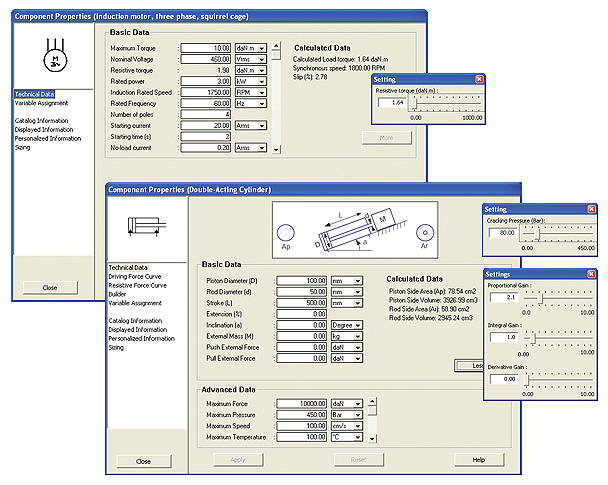 Component Properties (Induction motor, three phase, squirrel cage)
M
3~
Technical Data
Variable Assignment
Catalog Information
Displayed Information
Personalized Information
Sizing
Close
Basic Data
Maximum Torque : 10.00 daN.m
Nominal Voltage : 460.00 Vrms
Resistive torque : 1.98 daN.m
Rated power : 3.00 kW
Induction Rated Speed : 1750.00 RPM
Rated Frequency : 60.00 Hz
Number of poles : 4
Starting current : 20.00 Arms
Starting time (s) : 2
No-load current : 0.20 Arms
Calculated Data
Calculated Load torque: 1.64 daN.m
Synchronous speed: 1800.00 RPM
Slip (%): 2.78
More
Setting
Resistive torque (daN.m) :
1.64
0.00 1000.00
Component Properties (Double-Acting Cylinder)
Technical Data
Driving Force Curve
Resistive Force Curve
Builder
Variable Assignment
Catalog Information
Displayed Information
Personalized Information
Sizing
Close
Ap
D
L
d
M
a
Ar
Basic Data
Piston Diameter (D) : 100.00 mm
Rod Diameter (d) : 50.00 mm
Stroke (L) : 500.00 mm
Extension (%) : 0.00
Inclination (a) : 0.00 Degree
External Mass (M) : 0.00 kg
Push External Force : 0.00 daN
Pull External Force : 0.00 daN
Calculated Data
Piston Side Area (Ap): 78.54 cm2
Piston Side Volume: 3926.99 cm3
Rod Side Area (Ar): 58.90 cm2
Rod Side Volume: 2945.24 cm3
Less
Advanced Data
Maximum Force : 10000.00 daN
Maximum Pressure : 450.00 Bar
Maximum Speed : 100.00 cm/s
Maximum Temperature : 100.00 °C
Apply
Reset
Help
Setting
Cracking Pressure (Bar):
80.00
0.00 450.00
Settings
Proportional Gain :
2.1
0.00 10.00
Integral Gain :
1.0
0.00 10.00
Derivative Gain :
0.00
0.00 10.00